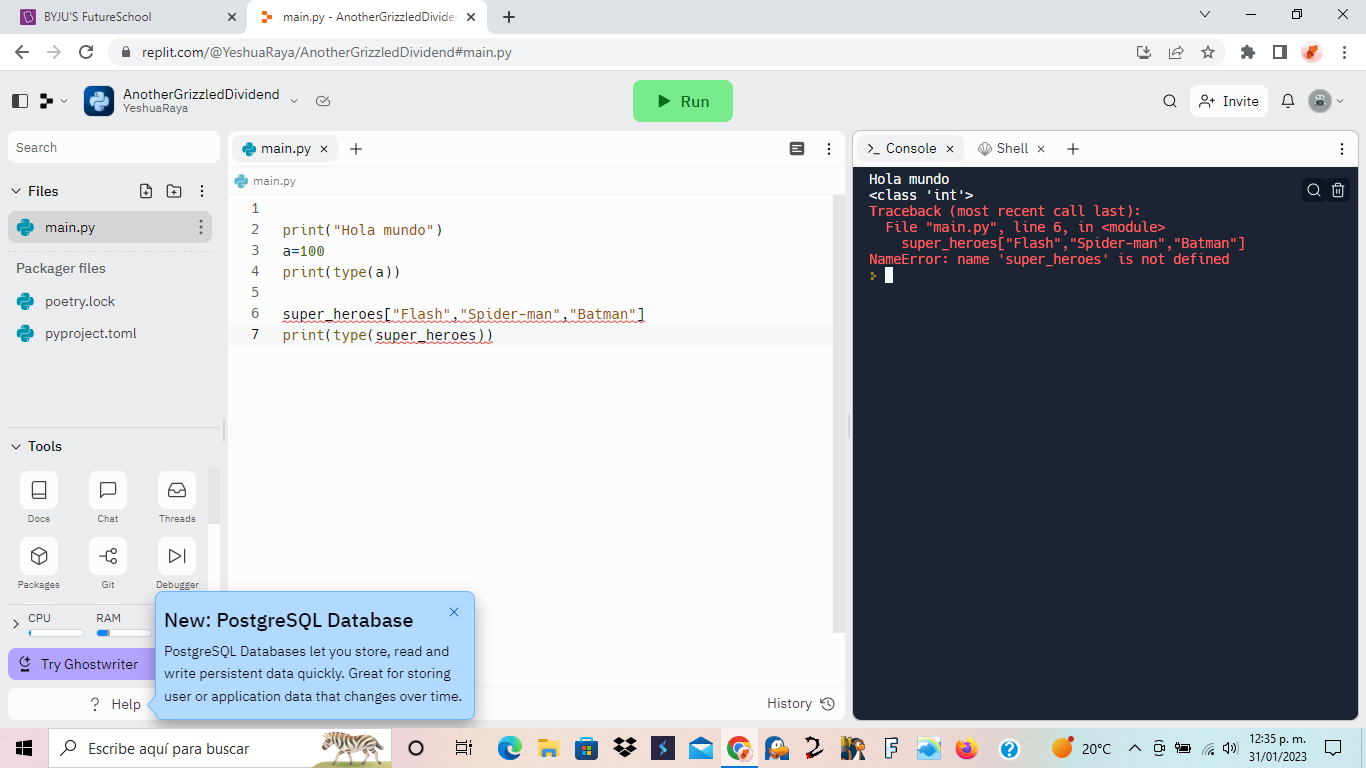 BYJU'S FutureSchool
main.py - AnotherGrizzledDividen
replit.com/@YeshuaRaya/AnotherGrizzledDividend#main.py
AnotherGrizzledDividend
YeshuaRaya
Run
Invite
Search
Files
main.py
Packager files
poetry.lock
pyproject.toml
Tools
Docs
Chat
Threads
Packages
Git
Debugger
CPU
RAM
Try Ghostwriter
Help
main.py
main.py
1
2 print("Hola mundo")
3 a=100
4 print(type(a))
5
6 super_heroes["Flash","Spider-man","Batman"]
7 print(type(super_heroes))
New: PostgreSQL Database
PostgreSQL Databases let you store, read and
write persistent data quickly. Great for storing
user or application data that changes over time.
History
Console
Shell
Hola mundo
<class 'int'>
Traceback (most recent call last):
File "main.py", line 6, in <module>
super_heroes["Flash","Spider-man","Batman"]
NameError: name 'super_heroes' is not defined
Escribe aquí para buscar
20°C
12:35 p. m.
31/01/2023